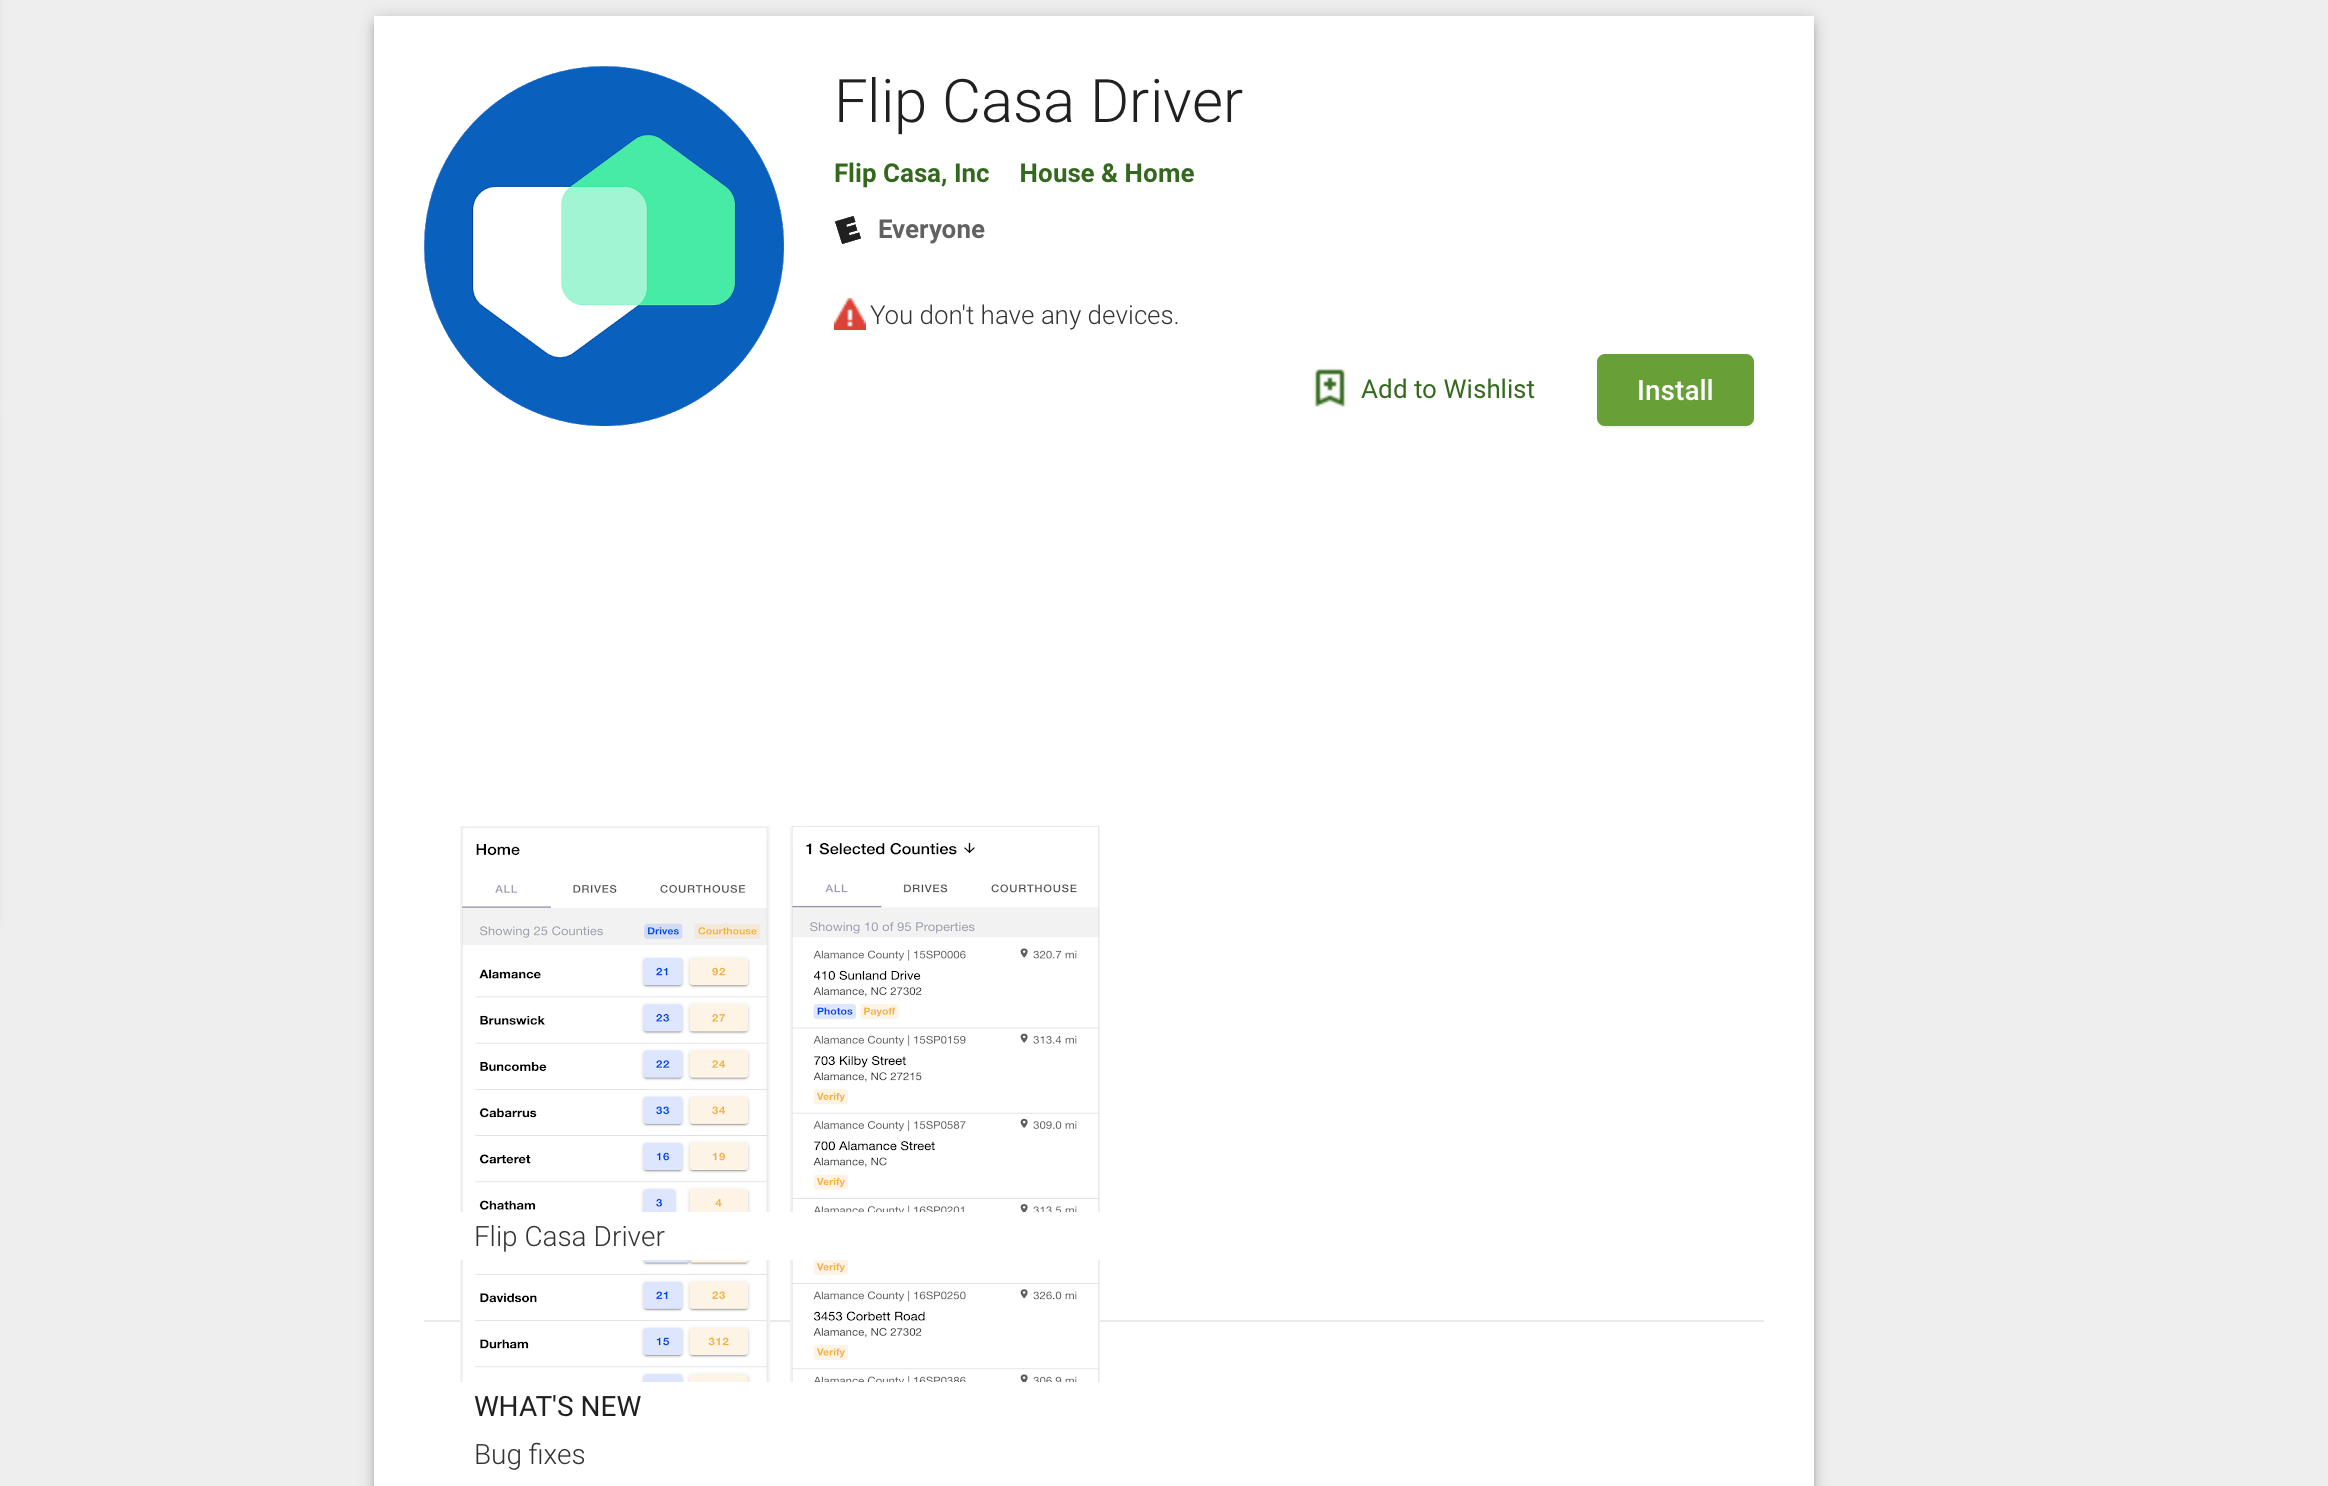 Flip Casa Driver
Flip Casa, Inc House & Home
E Everyone
You don't have any devices.
Add to Wishlist
Install
Home
ALL DRIVES COURTHOUSE
Showing 25 Counties Drives Courthouse
Alamance 21 92
Brunswick 23 27
Buncombe 22 24
Cabarrus 33 34
Carteret 16 19
Chatham 3 4
Davidson 21 23
Durham 15 312
1 Selected Counties ↓
ALL DRIVES COURTHOUSE
Showing 10 of 95 Properties
Alamance County | 15SP0006 320.7 mi
410 Sunland Drive
Alamance, NC 27302
Photos Payoff
Alamance County | 15SP0159 313.4 mi
703 Kilby Street
Alamance, NC 27215
Verify
Alamance County | 15SP0587 309.0 mi
700 Alamance Street
Alamance, NC
Verify
Alamance County | 16SP0201 313.5 mi
Verify
Alamance County | 16SP0250 326.0 mi
3453 Corbett Road
Alamance, NC 27302
Verify
Alamance County | 16SP0386 306.9 mi
Flip Casa Driver
WHAT'S NEW
Bug fixes